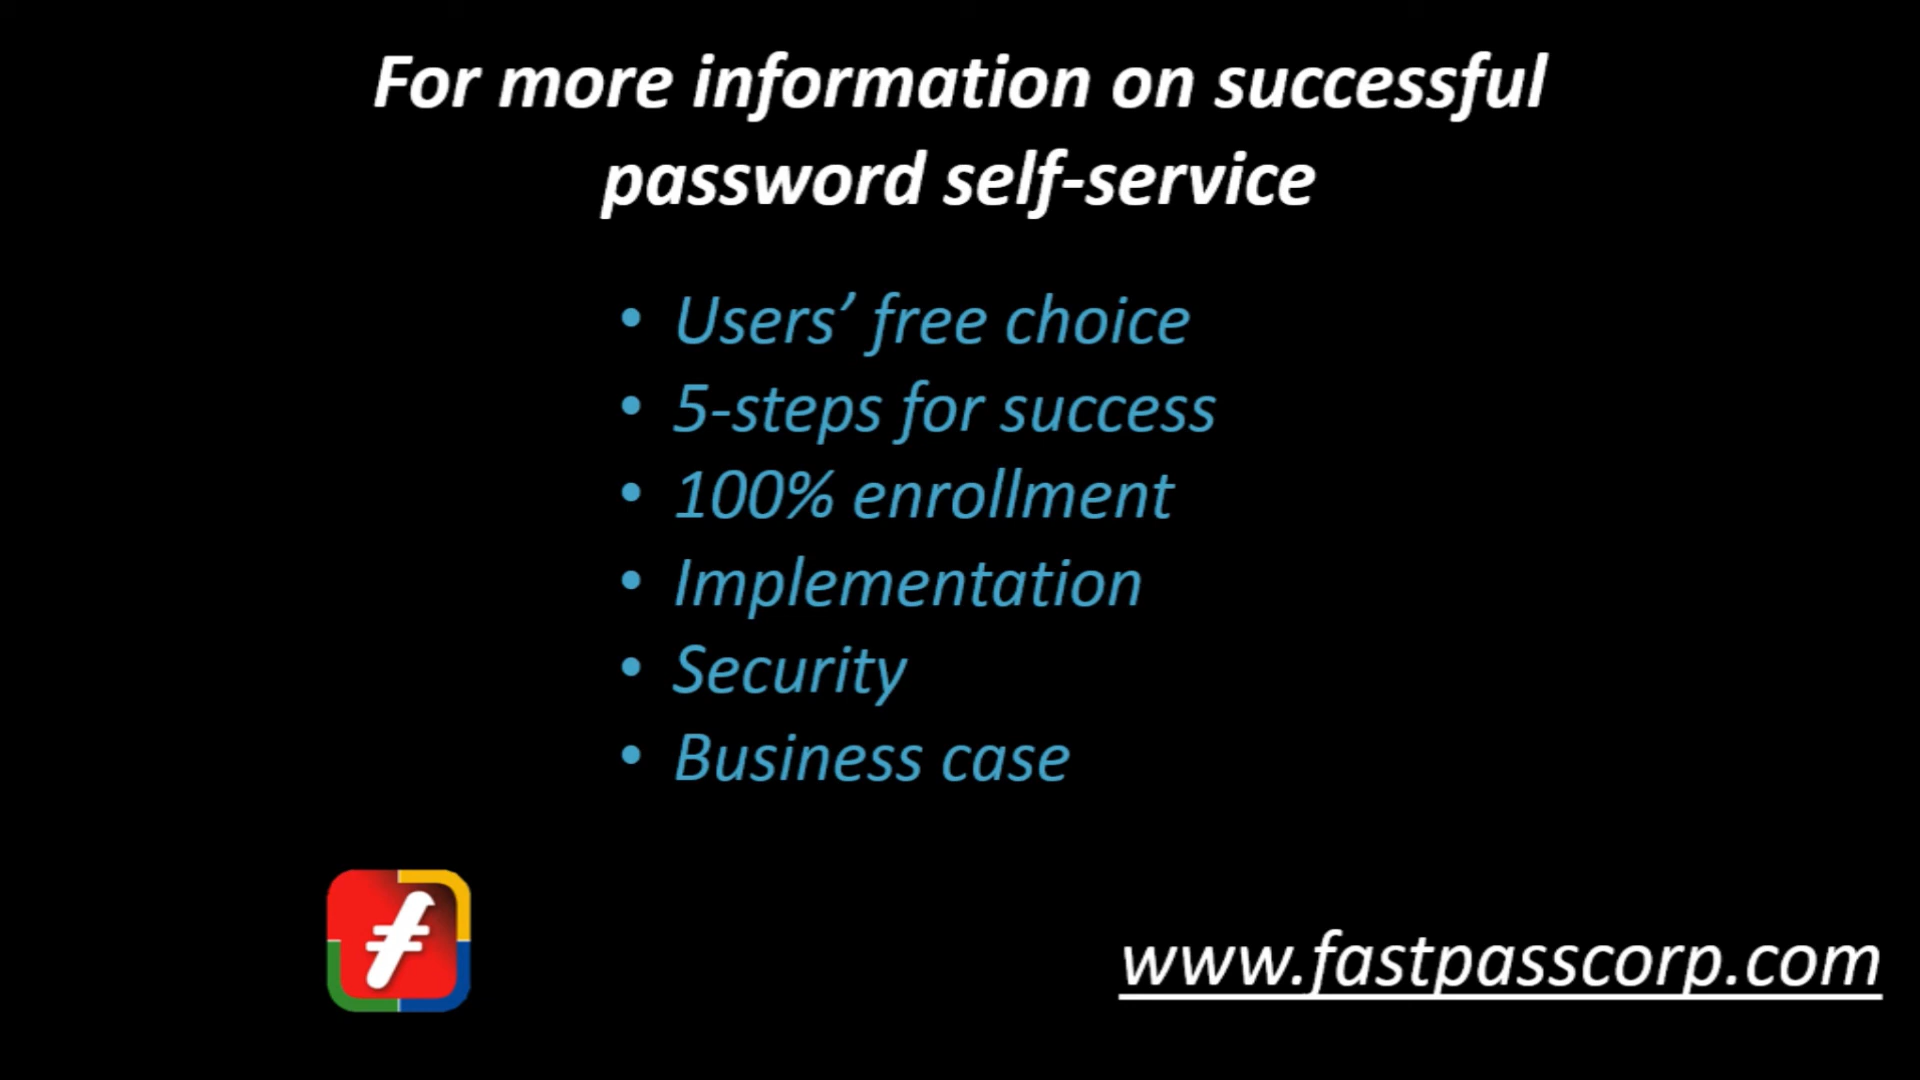 For more information on successful
password self-service
• Users’ free choice
• 5-steps for success
• 100% enrollment
• Implementation
• Security
• Business case
www.fastpasscorp.com